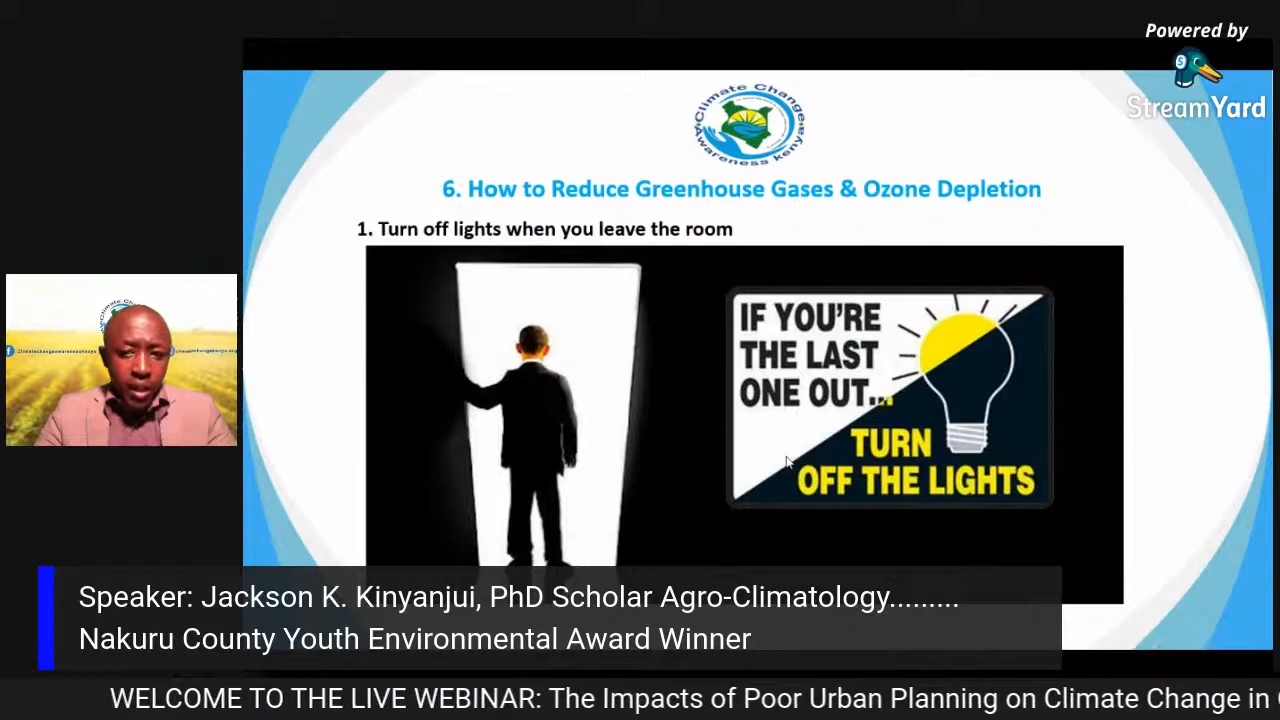 Powered by
StreamYard
Climate Change
Awareness kenya
6. How to Reduce Greenhouse Gases & Ozone Depletion
1. Turn off lights when you leave the room
IF YOU'RE
THE LAST
ONE OUT...
TURN
OFF THE LIGHTS
Speaker: Jackson K. Kinyanjui, PhD Scholar Agro-Climatology.........
Nakuru County Youth Environmental Award Winner
WELCOME TO THE LIVE WEBINAR: The Impacts of Poor Urban Planning on Climate Change in